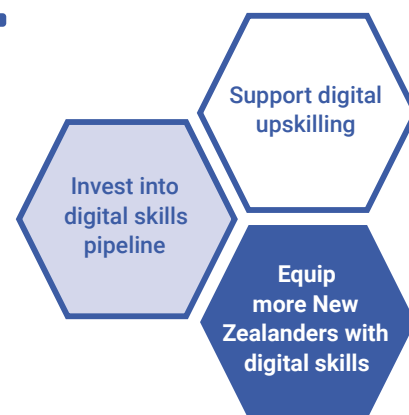 Support digital
upskilling
Invest into
digital skills
pipeline
Equip
more New
Zealanders with
digital skills